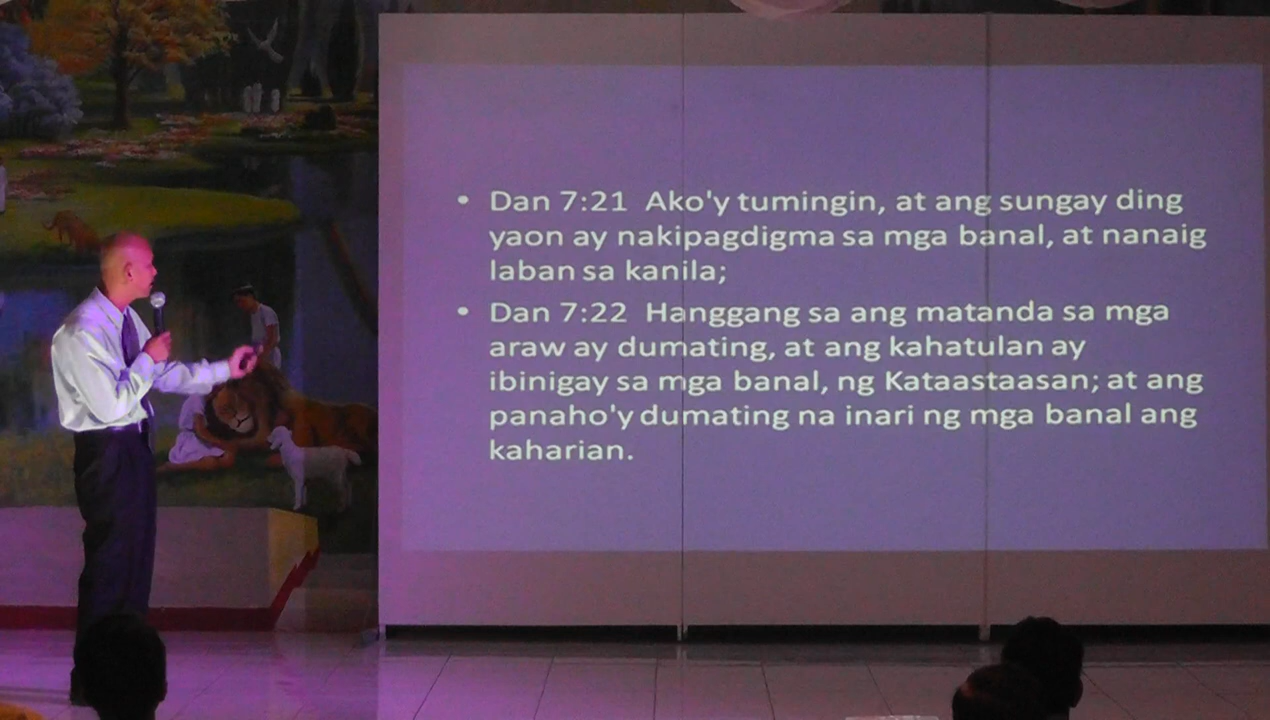 • Dan 7:21 Ako'y tumingin, at ang sungay ding
yaon ay nakipagdigma sa mga banal, at nanaig
laban sa kanila;
• Dan 7:22 Hanggang sa ang matanda sa mga
araw ay dumating, at ang kahatulan ay
ibinigay sa mga banal, ng Kataastaasan; at ang
panaho'y dumating na inari ng mga banal ang
kaharian.